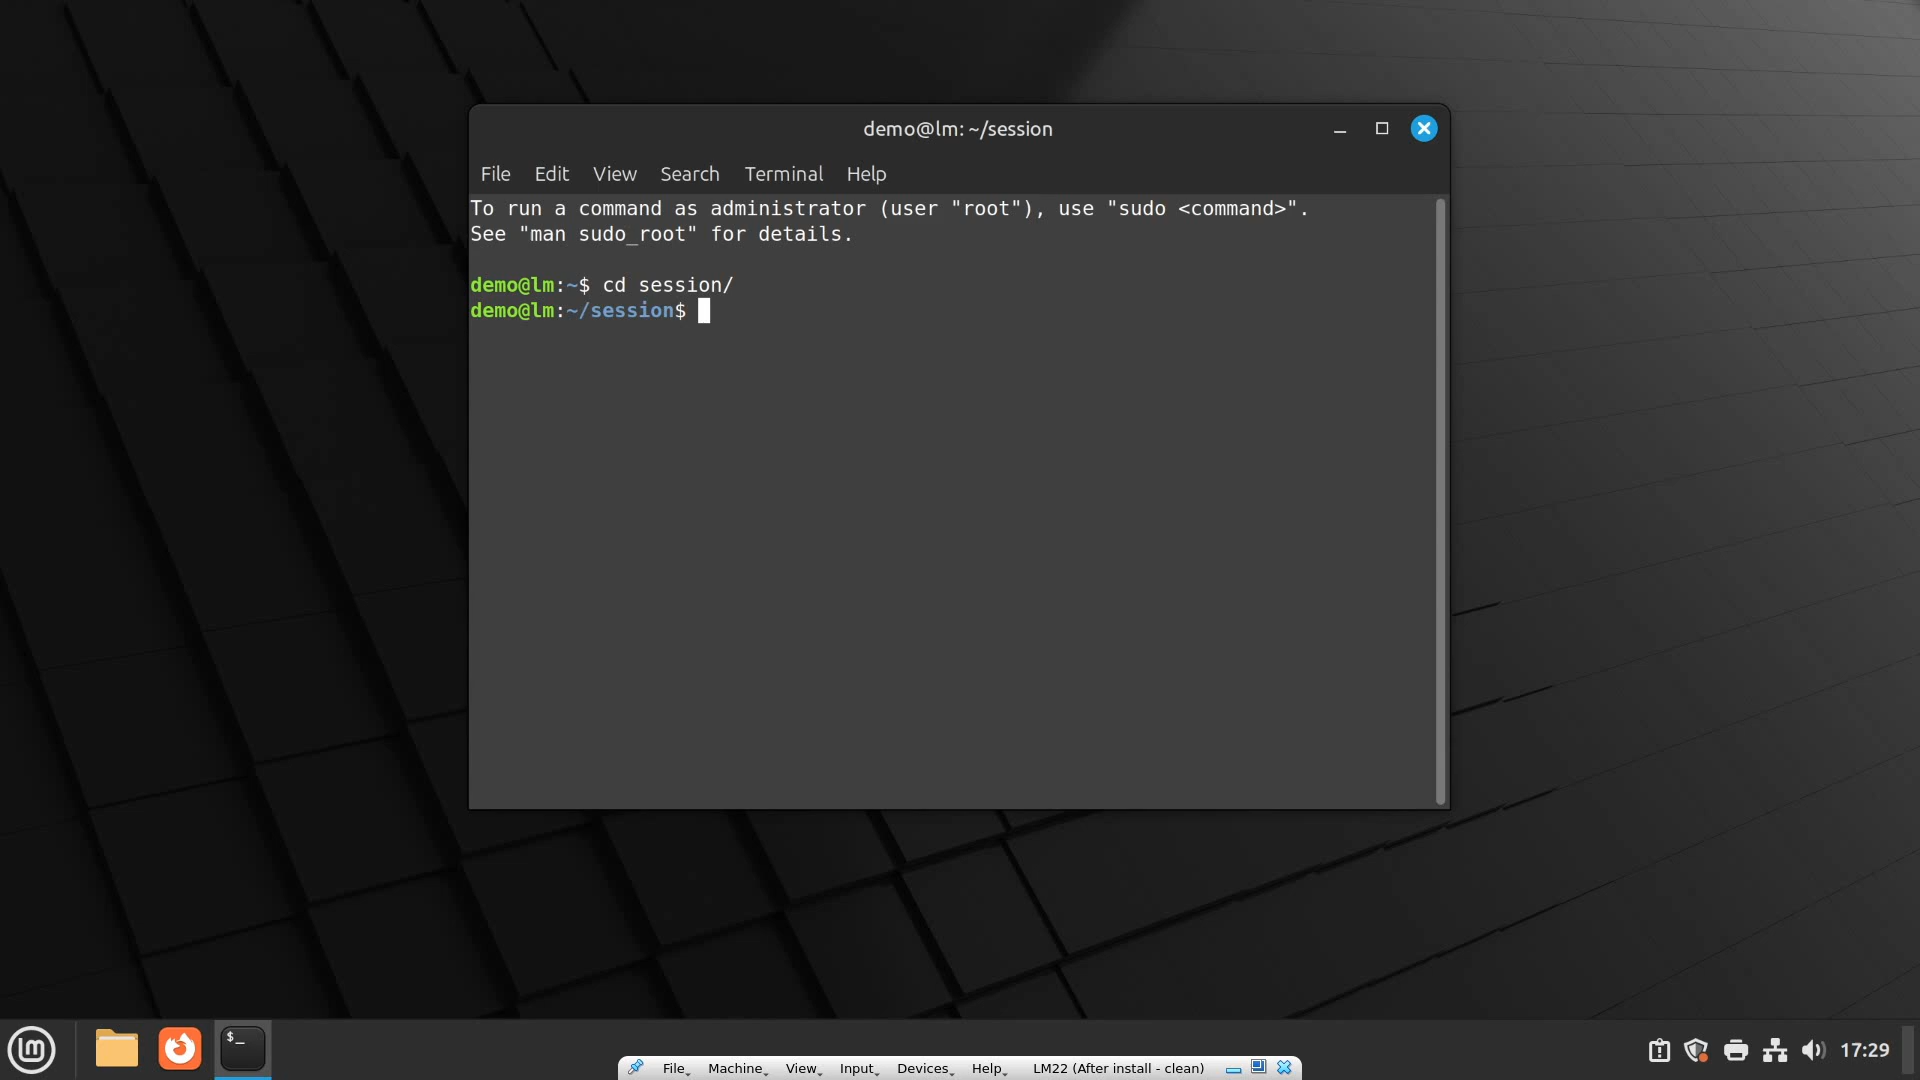 demo@lm: ~/session
File Edit View Search Terminal Help
To run a command as administrator (user "root"), use "sudo <command>".
See "man sudo_root" for details.
demo@lm:~$ cd session/
demo@lm:~/session$
lm
$_
17:29
File Machine View Input Devices Help LM22 (After install - clean)